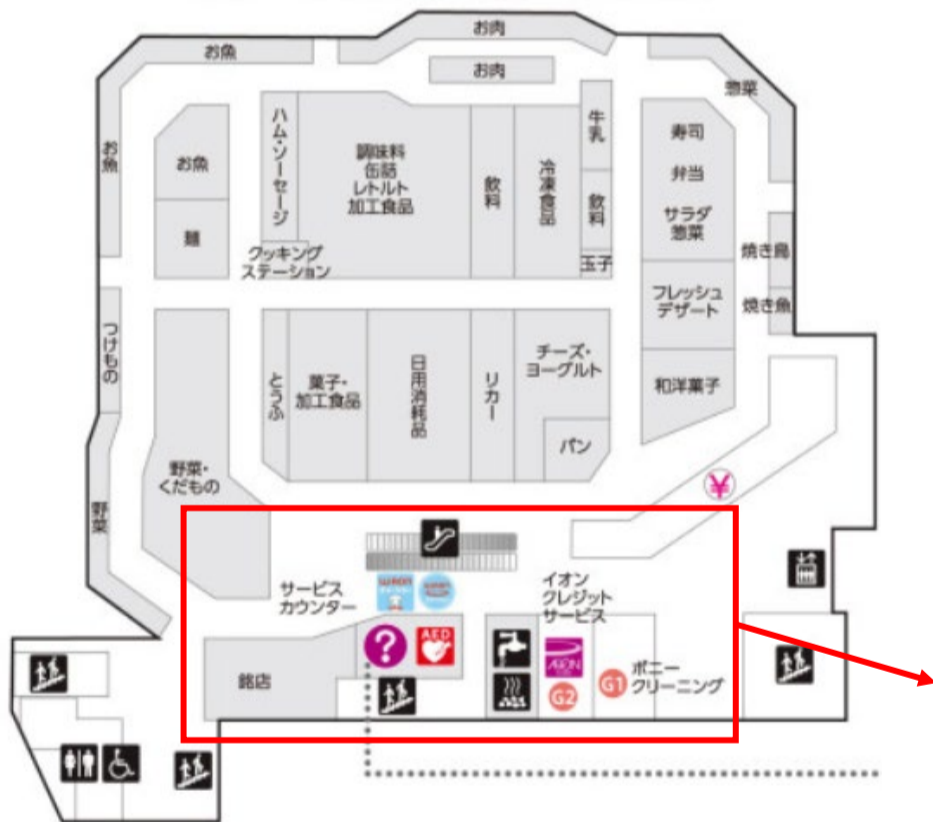 お肉
お魚
お肉
惣菜
お魚
お魚
麺
ハム・ソーセージ
調味料
缶詰
レトルト
加工食品
飲料
冷凍食品
牛乳
飲料
玉子
寿司
弁当
サラダ
惣菜
焼き鳥
焼き魚
クッキング
ステーション
フレッシュ
デザート
和洋菓子
つけもの
野菜
野菜・
くだもの
とうふ
菓子・
加工食品
日用消耗品
リカー
チーズ・
ヨーグルト
パン
¥
サービス
カウンター
イオン
クレジット
サービス
?
AED
AEON
G2
G1
ポニー
クリーニング
銘店